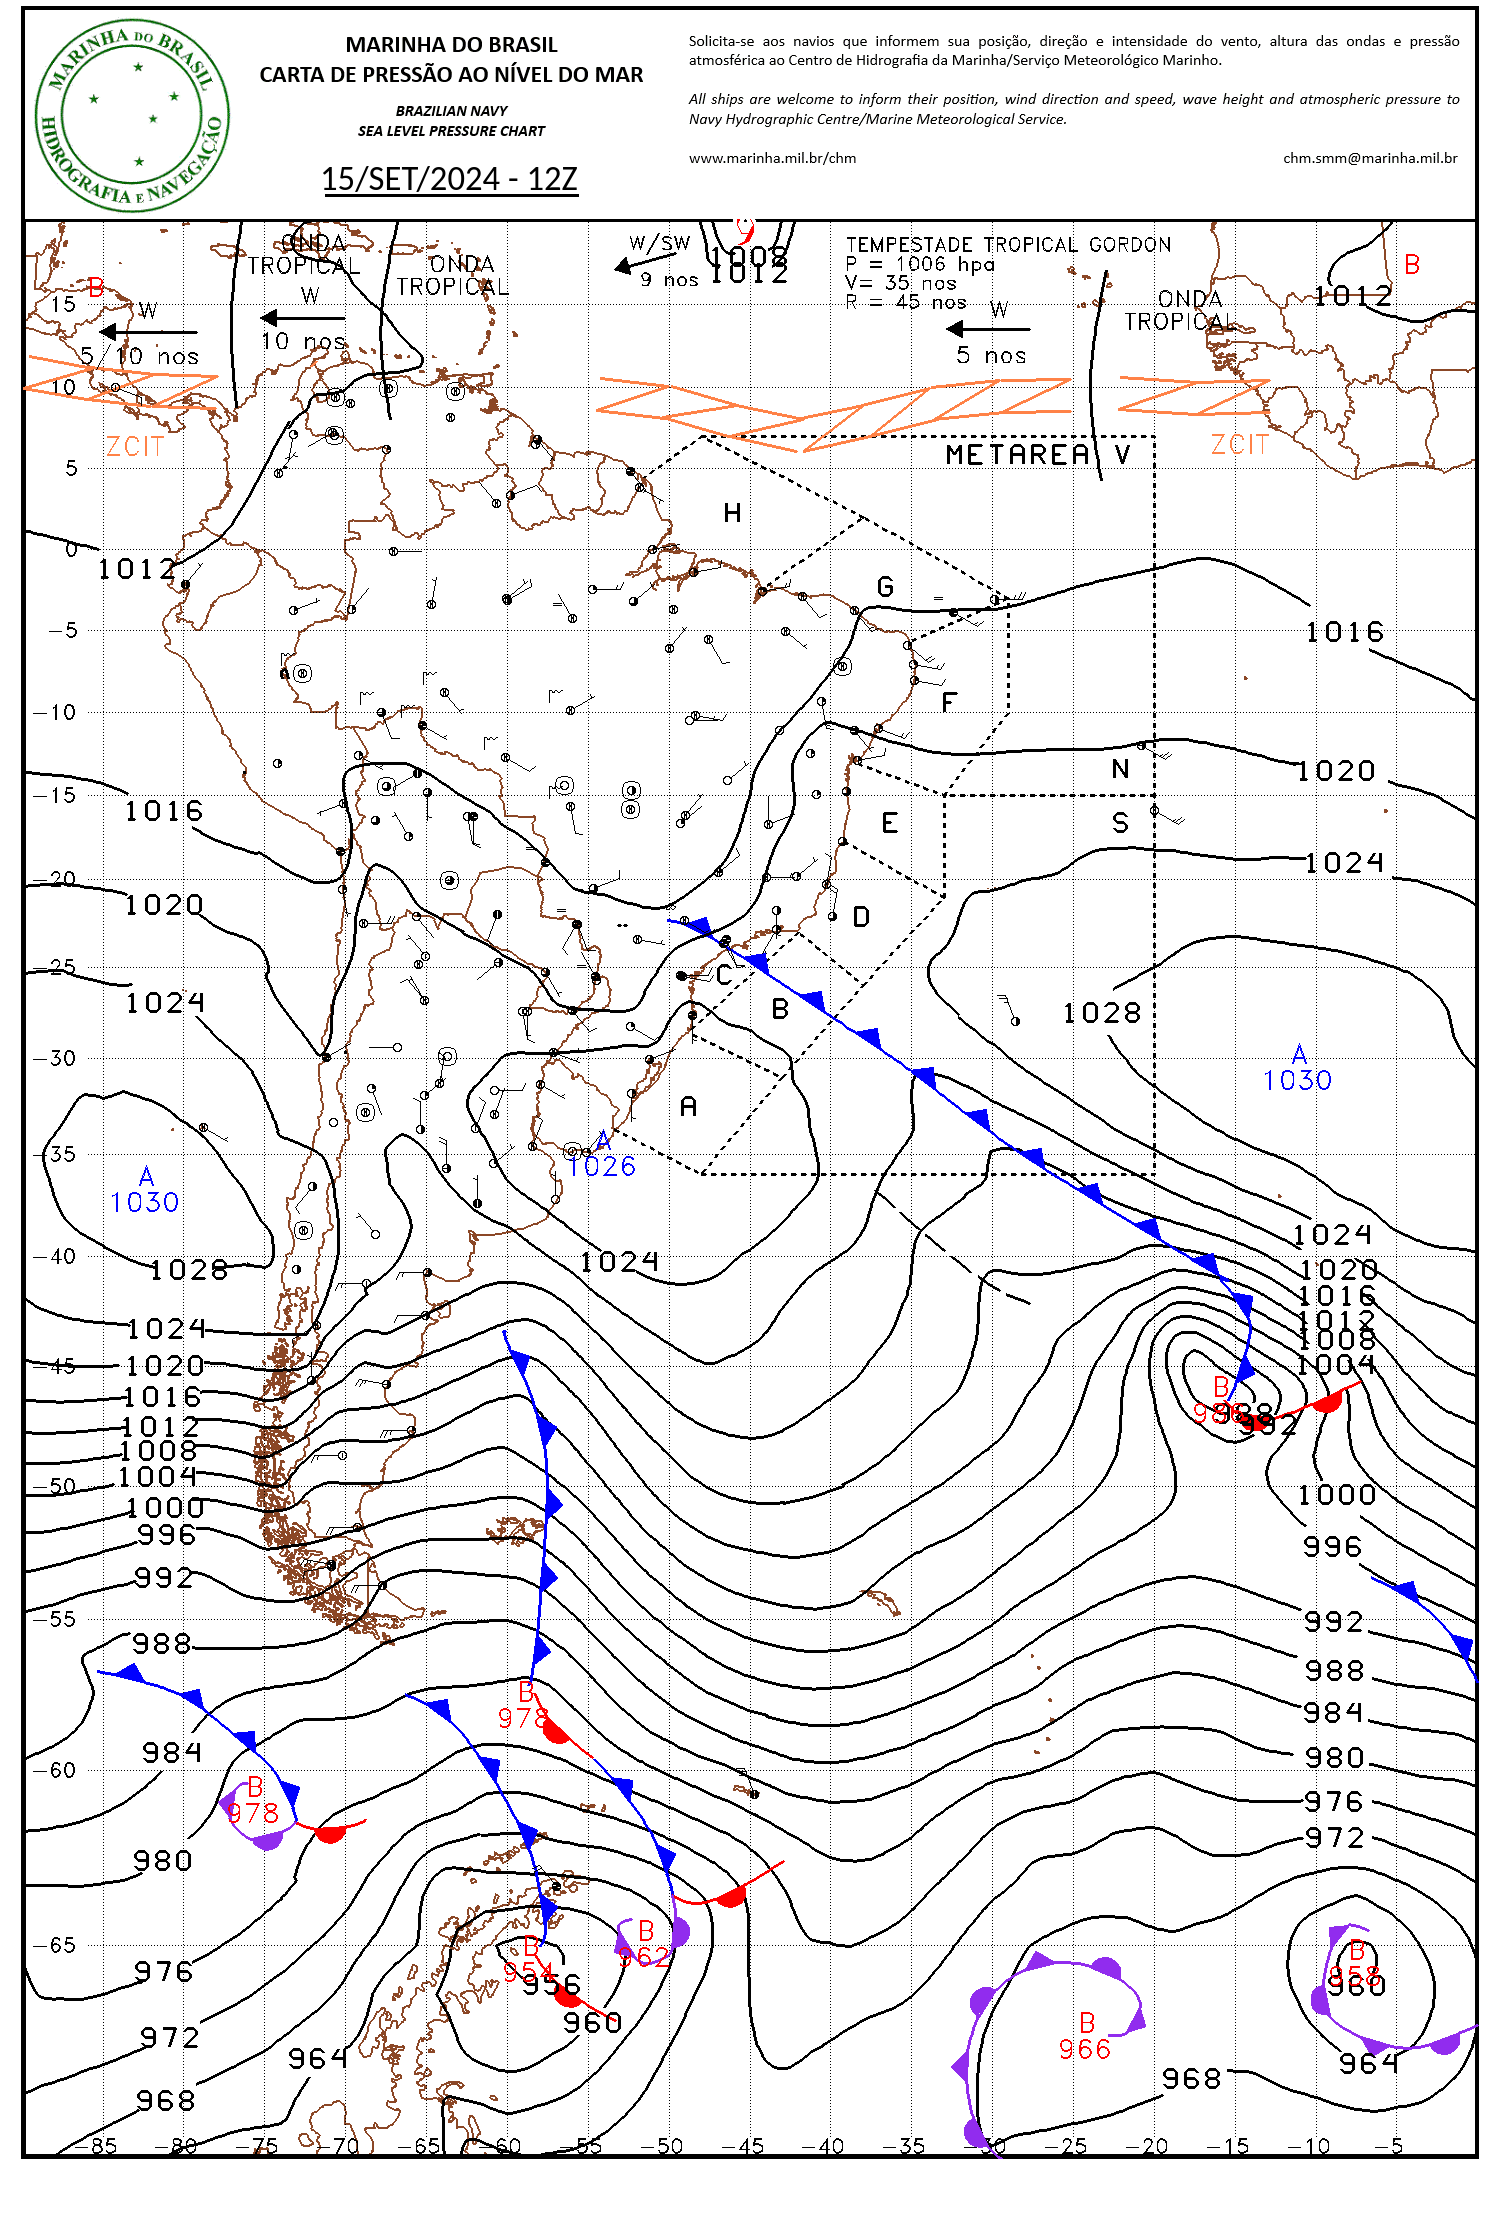 MARINHA DO BRASIL
HIDROGRAFIA E NAVEGAÇÃO
MARINHA DO BRASIL
CARTA DE PRESSÃO AO NÍVEL DO MAR
BRAZILIAN NAVY
SEA LEVEL PRESSURE CHART
15/SET/2024 - 12Z
Solicita-se aos navios que informem sua posição, direção e intensidade do vento, altura das ondas e pressão
atmosférica ao Centro de Hidrografia da Marinha/Serviço Meteorológico Marinho.
All ships are welcome to inform their position, wind direction and speed, wave height and atmospheric pressure to
Navy Hydrographic Centre/Marine Meteorological Service.
www.marinha.mil.br/chm chm.smm@marinha.mil.br
ONDA
TROPICAL
W
10 nos
ONDA
TROPICAL
W/SW
9 nos
1008
1012
TEMPESTADE TROPICAL GORDON
P = 1006 hpa
V= 35 nos
R = 45 nos
W
5 nos
ONDA
TROPICAL
B
1012
B
15
W
5/10 nos
10
ZCIT
ZCIT
METAREA V
5
H
0
1012
G
1016
-5
F
-10
N
1020
-15
1016
E
S
1024
-20
1020
D
-25
C
1024
B
1028
-30
A
1030
A
-35
A
1026
A
1030
1024
-40
1028
1024
1020
1016
1012
1008
1004
1024
-45
1020
1016
1012
1008
1004
1000
996
992
B
988
992
-50
1000
996
-55
988
992
988
984
980
976
972
B
978
984
-60
B
978
980
-65
B
954
956
960
B
962
976
972
964
968
B
966
968
B
958
960
964
-85 -80 -75 -70 -65 -60 -55 -50 -45 -40 -35 -30 -25 -20 -15 -10 -5